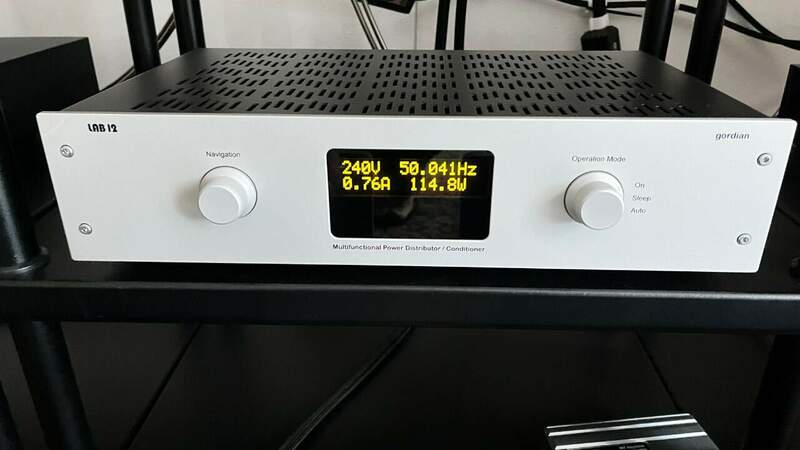 LAB 12
gordian
Navigation
240V 50.041Hz
0.76A 114.8W
Operation Mode
On
Sleep
Auto
Multifunctional Power Distributor / Conditioner